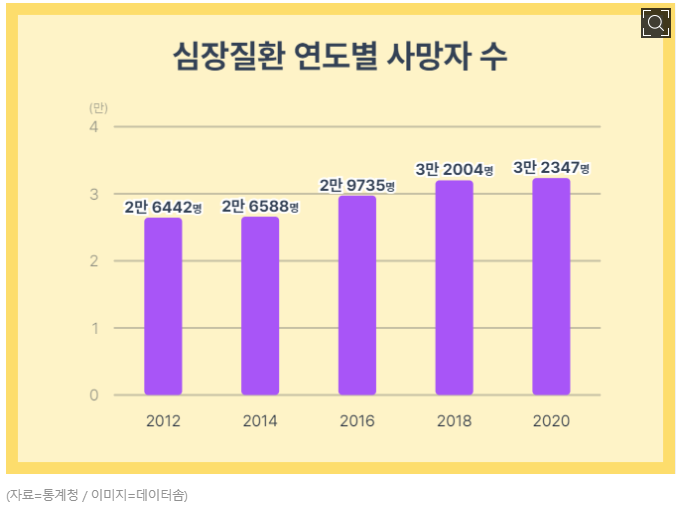 심장질환 연도별 사망자 수
(만)
4
3
2
1
0
2만 6442명
2만 6588명
2만 9735명
3만 2004명
3만 2347명
2012 2014 2016 2018 2020
(자료=통계청 / 이미지=데이터솜)